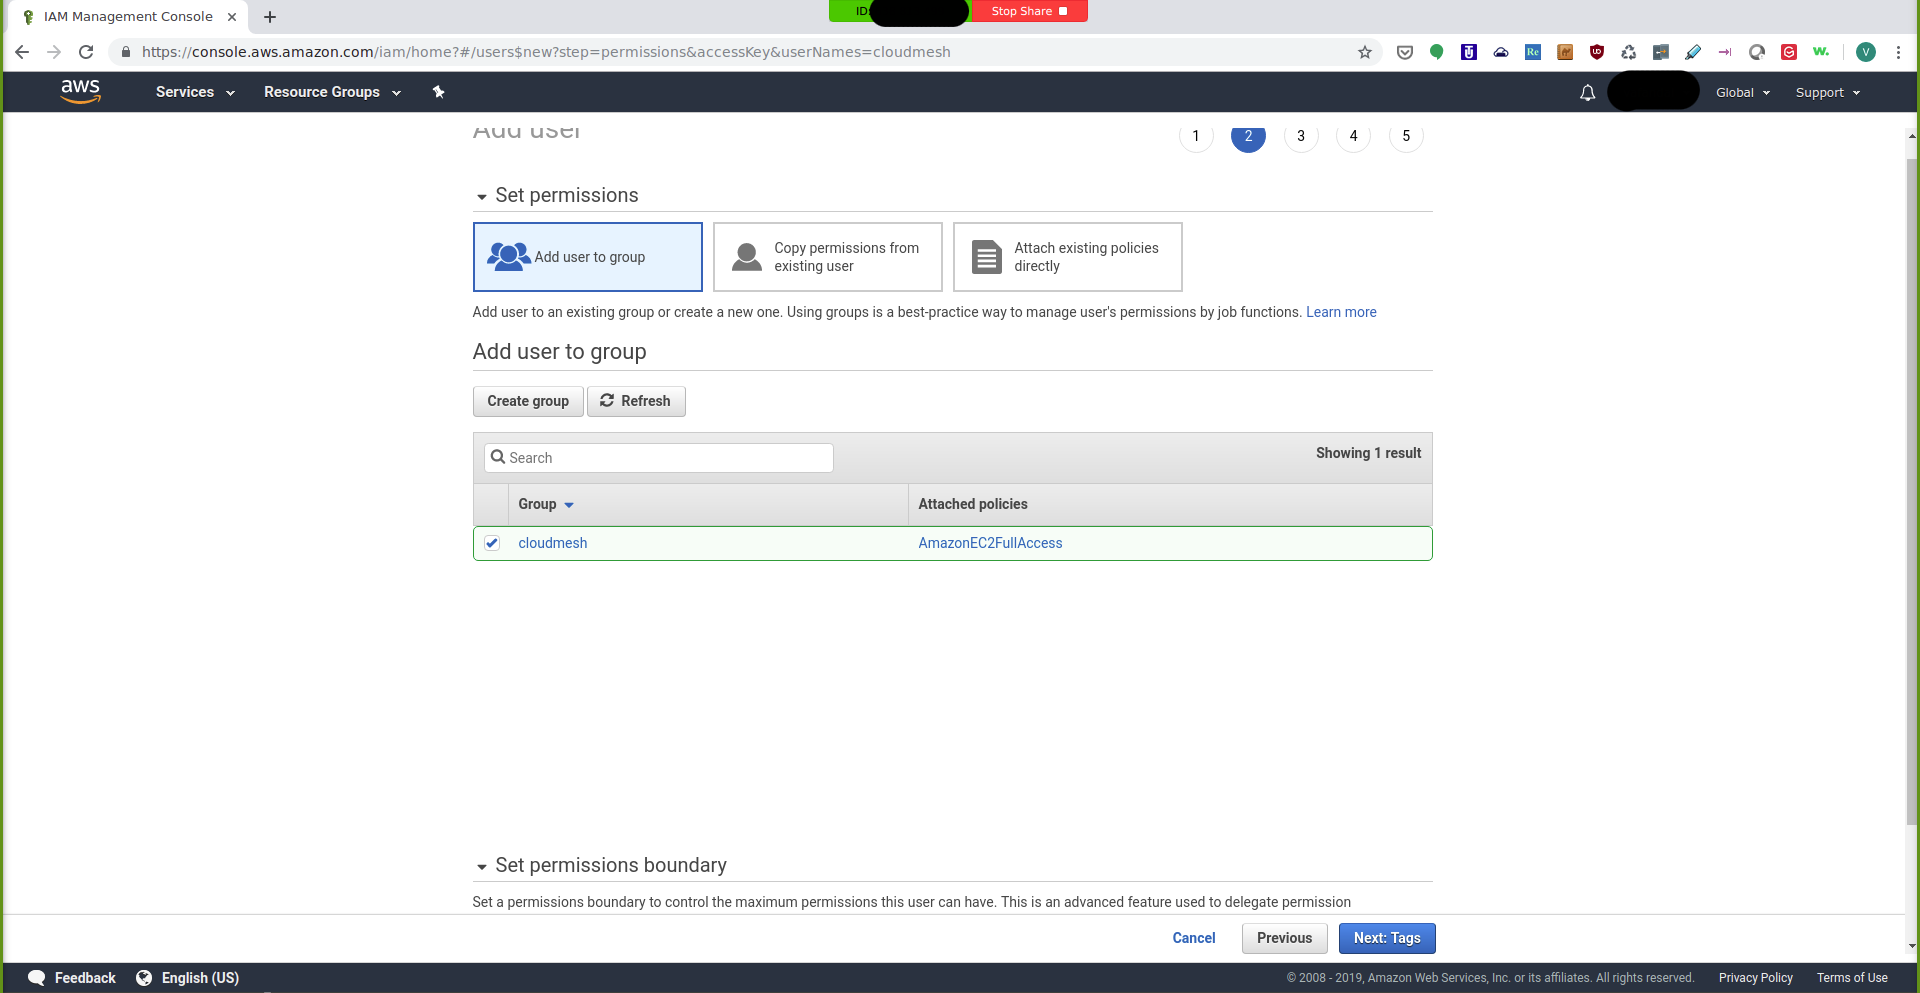 IAM Management Console
ID:
Stop Share
https://console.aws.amazon.com/iam/home?#/users$new?step=permissions&accessKey&userNames=cloudmesh
Re
UO
w.
V
aws
Services
Resource Groups
Global
Support
Add user
1
2
3
4
5
Set permissions
Add user to group
Copy permissions from
existing user
Attach existing policies
directly
Add user to an existing group or create a new one. Using groups is a best-practice way to manage user's permissions by job functions. Learn more
Add user to group
Create group
Refresh
Search
Showing 1 result
Group
Attached policies
cloudmesh
AmazonEC2FullAccess
Set permissions boundary
Set a permissions boundary to control the maximum permissions this user can have. This is an advanced feature used to delegate permission
Cancel
Previous
Next: Tags
Feedback
English (US)
© 2008 - 2019, Amazon Web Services, Inc. or its affiliates. All rights reserved.
Privacy Policy
Terms of Use